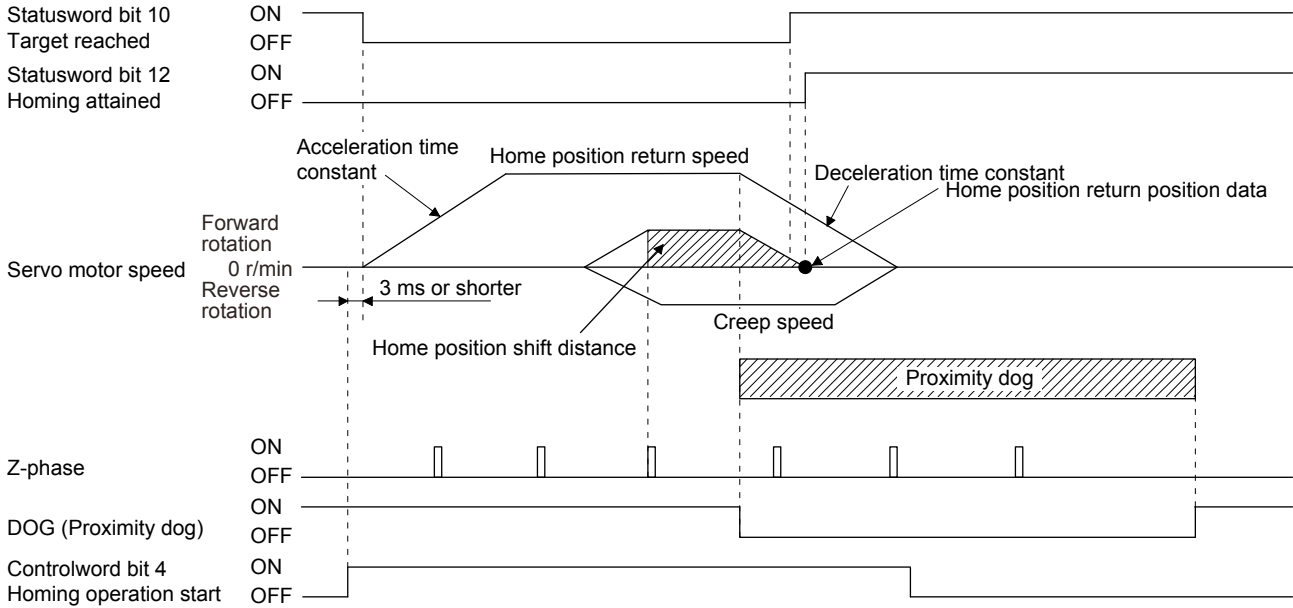 Statusword bit 10
ON
Target reached
OFF
Statusword bit 12
ON
Homing attained
OFF
Acceleration time
constant
Home position return speed
Deceleration time constant
Home position return position data
Forward
rotation
Servo motor speed
0 r/min
Reverse
rotation
3 ms or shorter
Creep speed
Home position shift distance
Proximity dog
Z-phase
ON
OFF
DOG (Proximity dog)
ON
OFF
Controlword bit 4
ON
Homing operation start
OFF